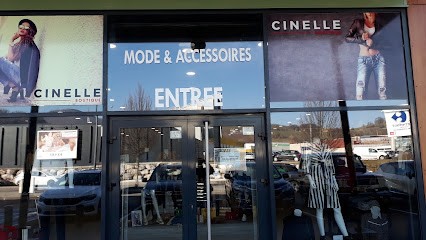 CINELLE
BOUTIQUE
MODE & ACCESSOIRES
ENTREE
CINELLE